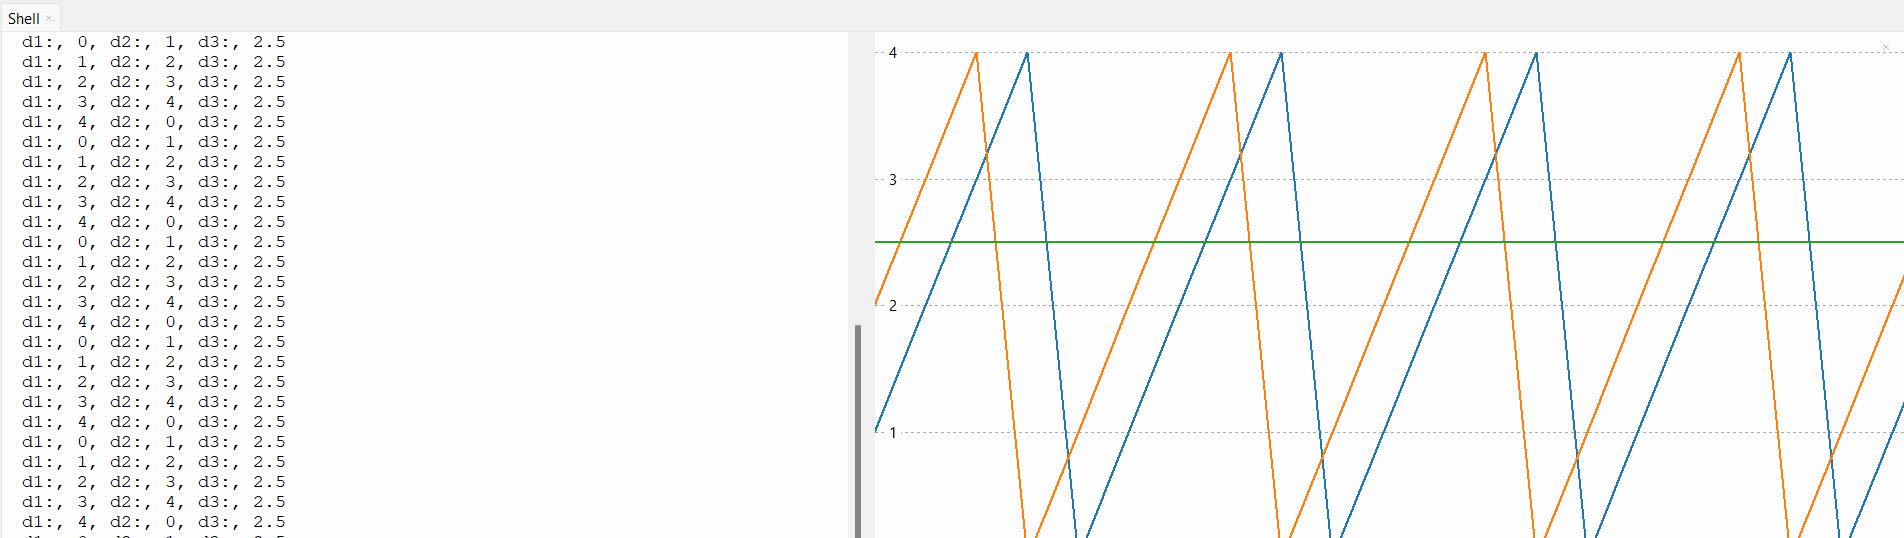 Shell ×
d1:, 0, d2:, 1, d3:, 2.5
d1:, 1, d2:, 2, d3:, 2.5
d1:, 2, d2:, 3, d3:, 2.5
d1:, 3, d2:, 4, d3:, 2.5
d1:, 4, d2:, 0, d3:, 2.5
d1:, 0, d2:, 1, d3:, 2.5
d1:, 1, d2:, 2, d3:, 2.5
d1:, 2, d2:, 3, d3:, 2.5
d1:, 3, d2:, 4, d3:, 2.5
d1:, 4, d2:, 0, d3:, 2.5
d1:, 0, d2:, 1, d3:, 2.5
d1:, 1, d2:, 2, d3:, 2.5
d1:, 2, d2:, 3, d3:, 2.5
d1:, 3, d2:, 4, d3:, 2.5
d1:, 4, d2:, 0, d3:, 2.5
d1:, 0, d2:, 1, d3:, 2.5
d1:, 1, d2:, 2, d3:, 2.5
d1:, 2, d2:, 3, d3:, 2.5
d1:, 3, d2:, 4, d3:, 2.5
d1:, 4, d2:, 0, d3:, 2.5
d1:, 0, d2:, 1, d3:, 2.5
d1:, 1, d2:, 2, d3:, 2.5
d1:, 2, d2:, 3, d3:, 2.5
d1:, 3, d2:, 4, d3:, 2.5
d1:, 4, d2:, 0, d3:, 2.5
4
3
2
1